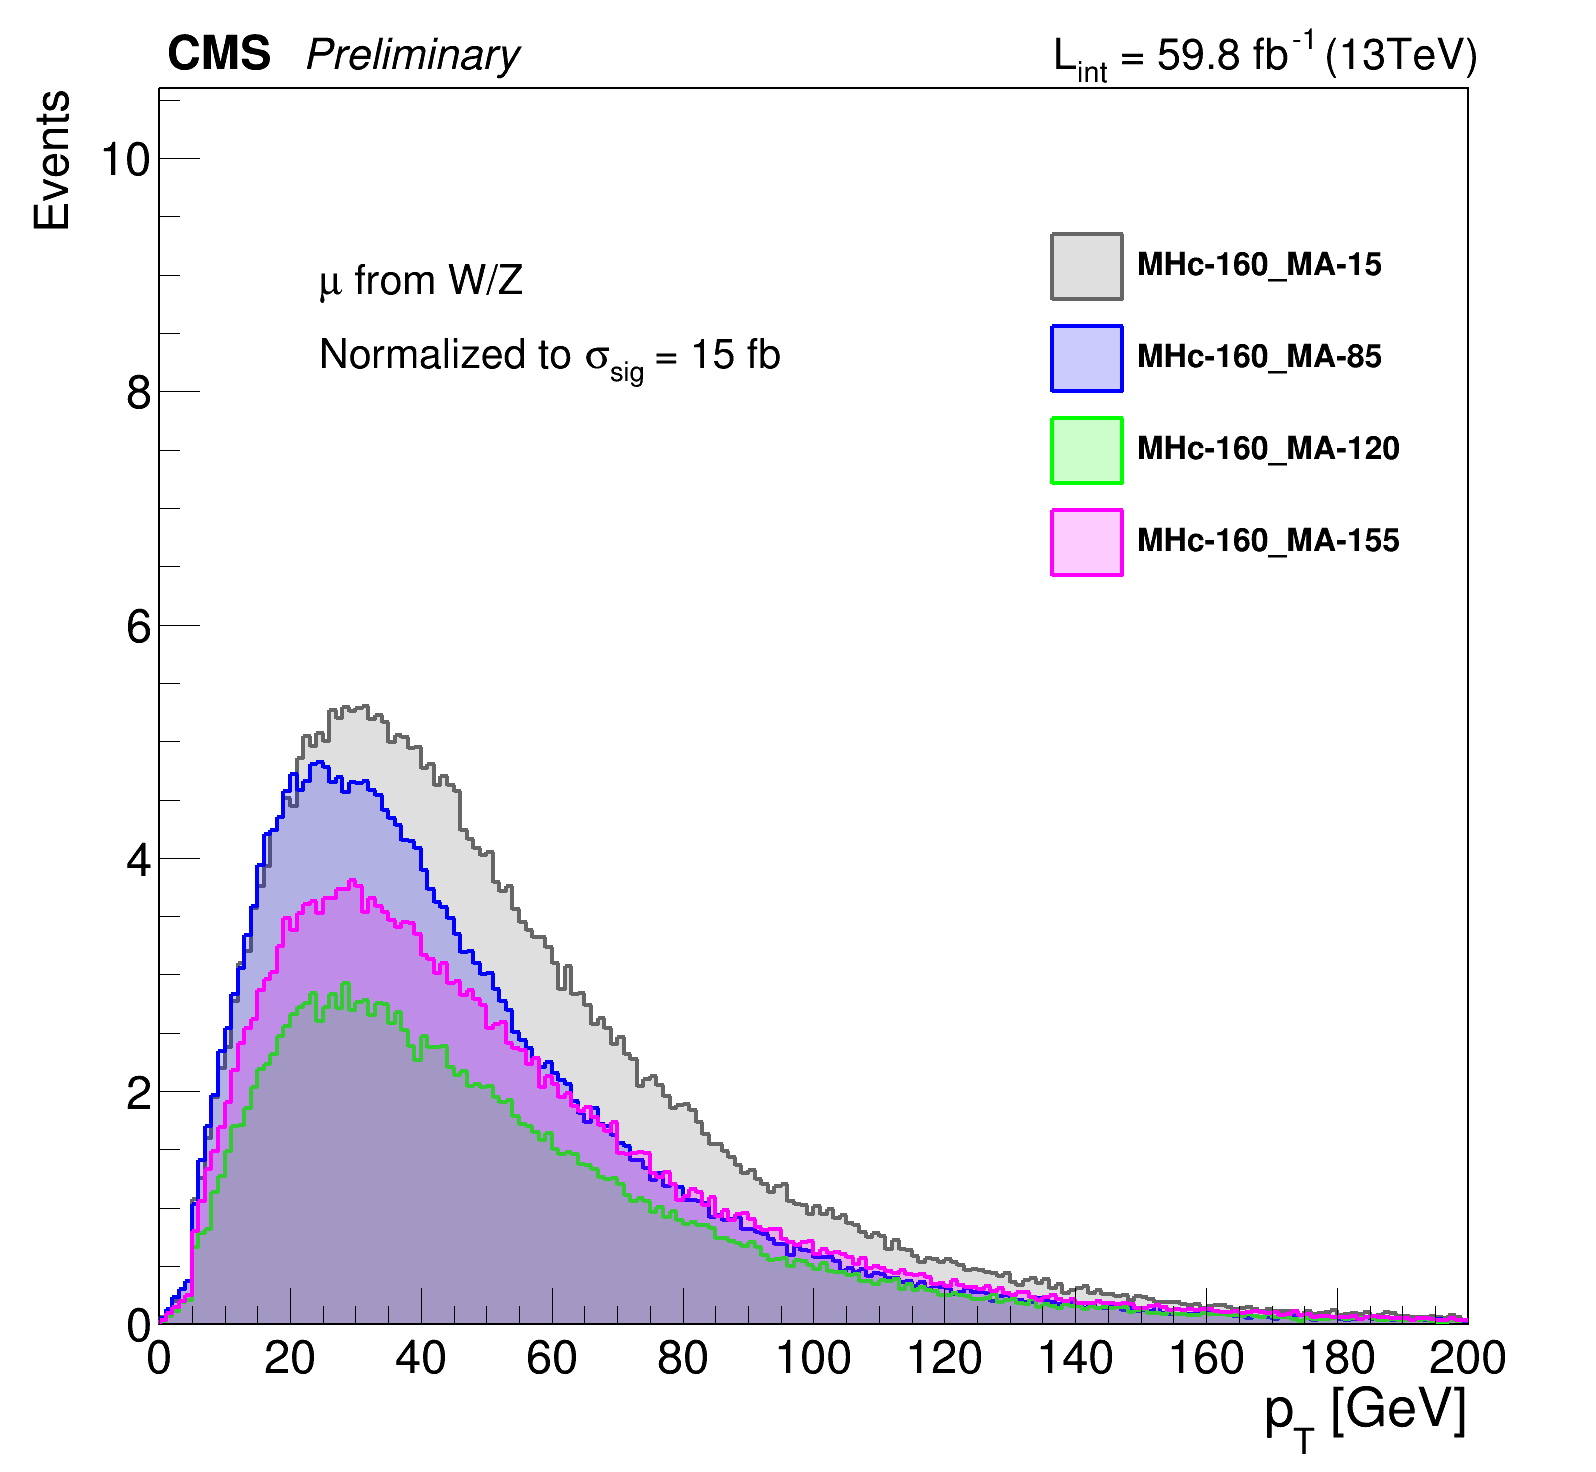 CMS Preliminary
L_int = 59.8 fb^-1 (13TeV)
Events
10
8
6
4
2
0
μ from W/Z
Normalized to σ_sig = 15 fb
MHc-160_MA-15
MHc-160_MA-85
MHc-160_MA-120
MHc-160_MA-155
0 20 40 60 80 100 120 140 160 180 200
p_T [GeV]